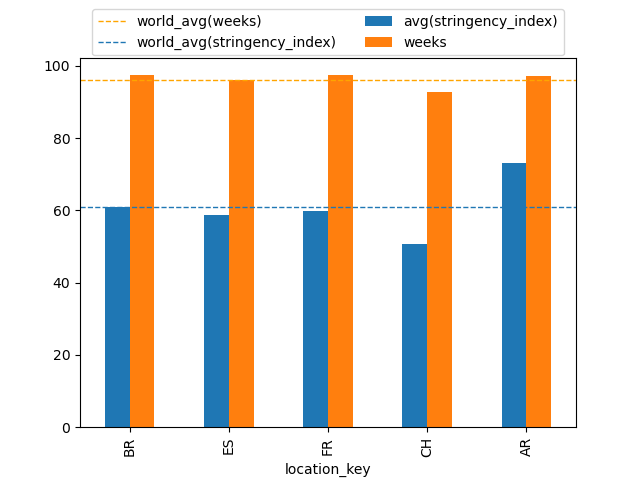 world_avg(weeks)
world_avg(stringency_index)
avg(stringency_index)
weeks
100
80
60
40
20
0
BR
ES
FR
CH
AR
location_key